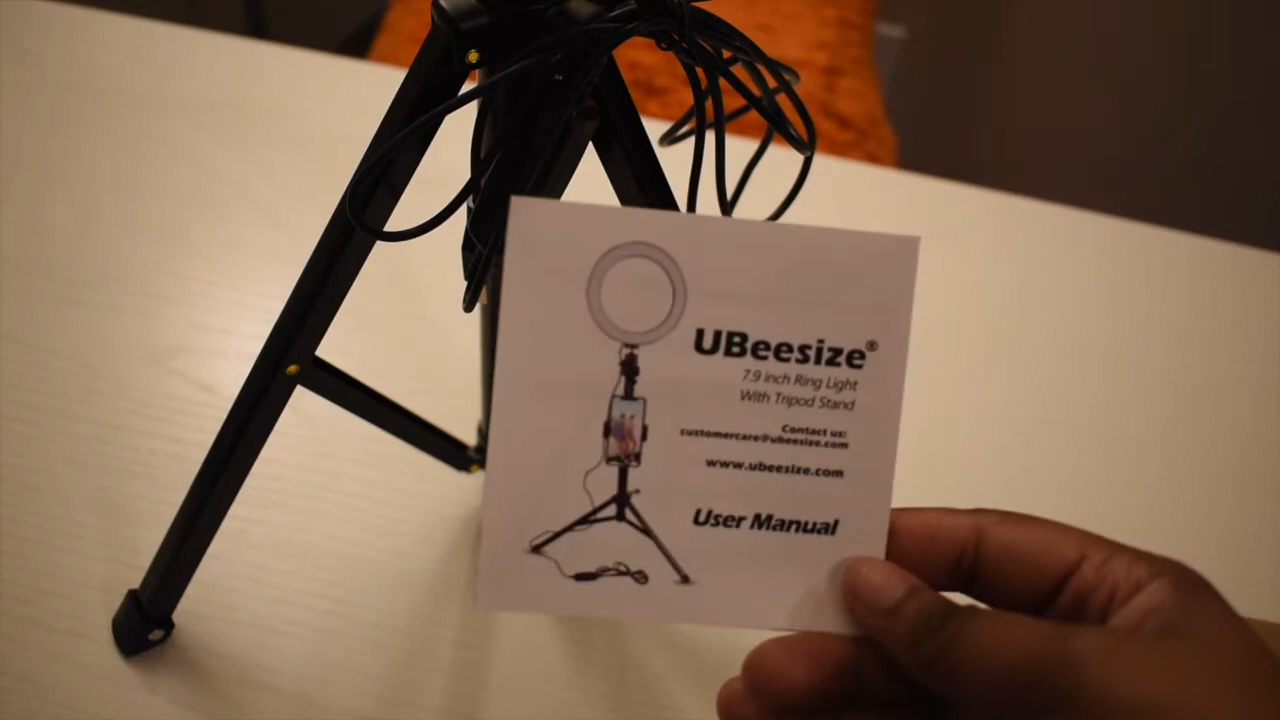 UBeesize®
7.9 inch Ring Light
With Tripod Stand
Contact us:
customercare@ubeesize.com
www.ubeesize.com
User Manual